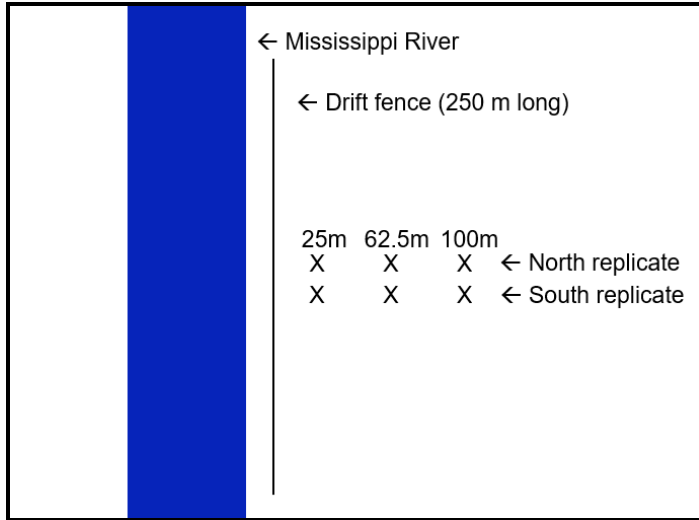 ← Mississippi River
← Drift fence (250 m long)
25m 62.5m 100m
X X X ← North replicate
X X X ← South replicate